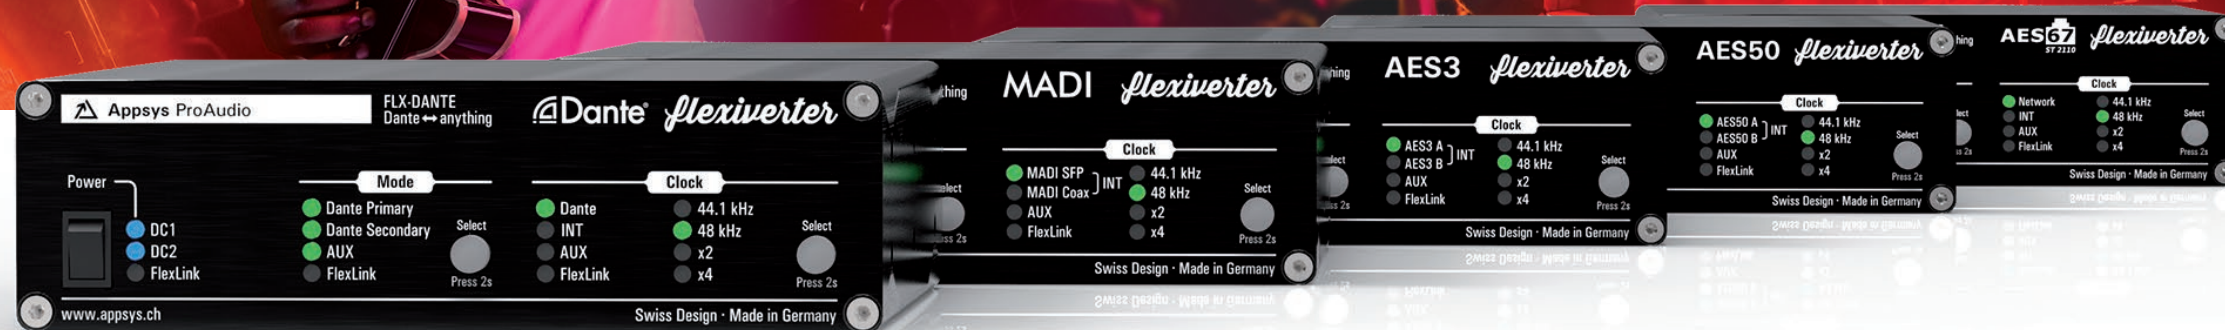 Appsys ProAudio
FLX-DANTE
Dante ↔ anything
Dante® flexiverter
Power
DC1
DC2
FlexLink
Mode
Dante Primary
Dante Secondary
AUX
FlexLink
Select
Press 2s
Clock
Dante
INT
AUX
FlexLink
44.1 kHz
48 kHz
x2
x4
Select
Press 2s
www.appsys.ch
Swiss Design · Made in Germany
thing
MADI flexiverter
Clock
MADI SFP
MADI Coax
INT
AUX
FlexLink
44.1 kHz
48 kHz
x2
x4
Select
Press 2s
Swiss Design · Made in Germany
hing
AES3 flexiverter
Clock
AES3 A
AES3 B
INT
AUX
FlexLink
44.1 kHz
48 kHz
x2
x4
Select
Press 2s
Swiss Design · Made in Germany
AES50 flexiverter
Clock
AES50 A
AES50 B
INT
AUX
FlexLink
44.1 kHz
48 kHz
x2
x4
Select
Press 2s
Swiss Design · Made in Germany
hing
AES67 flexiverter
ST 2110
Clock
Network
INT
AUX
FlexLink
44.1 kHz
48 kHz
x2
x4
Select
Press 2s
Swiss Design · Made in Germany